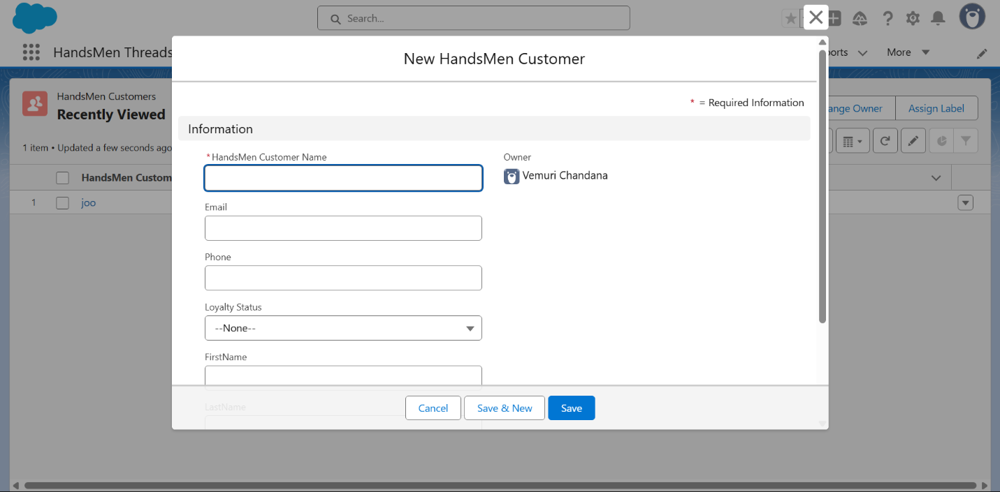 Search...
HandsMen Threads
ports
More
New HandsMen Customer
* = Required Information
HandsMen Customers
Recently Viewed
ange Owner
Assign Label
1 item • Updated a few seconds ago
Information
*HandsMen Customer Name
Owner
Vemuri Chandana
HandsMen Custom
1
joo
Email
Phone
Loyalty Status
--None--
FirstName
LastName
Cancel
Save & New
Save